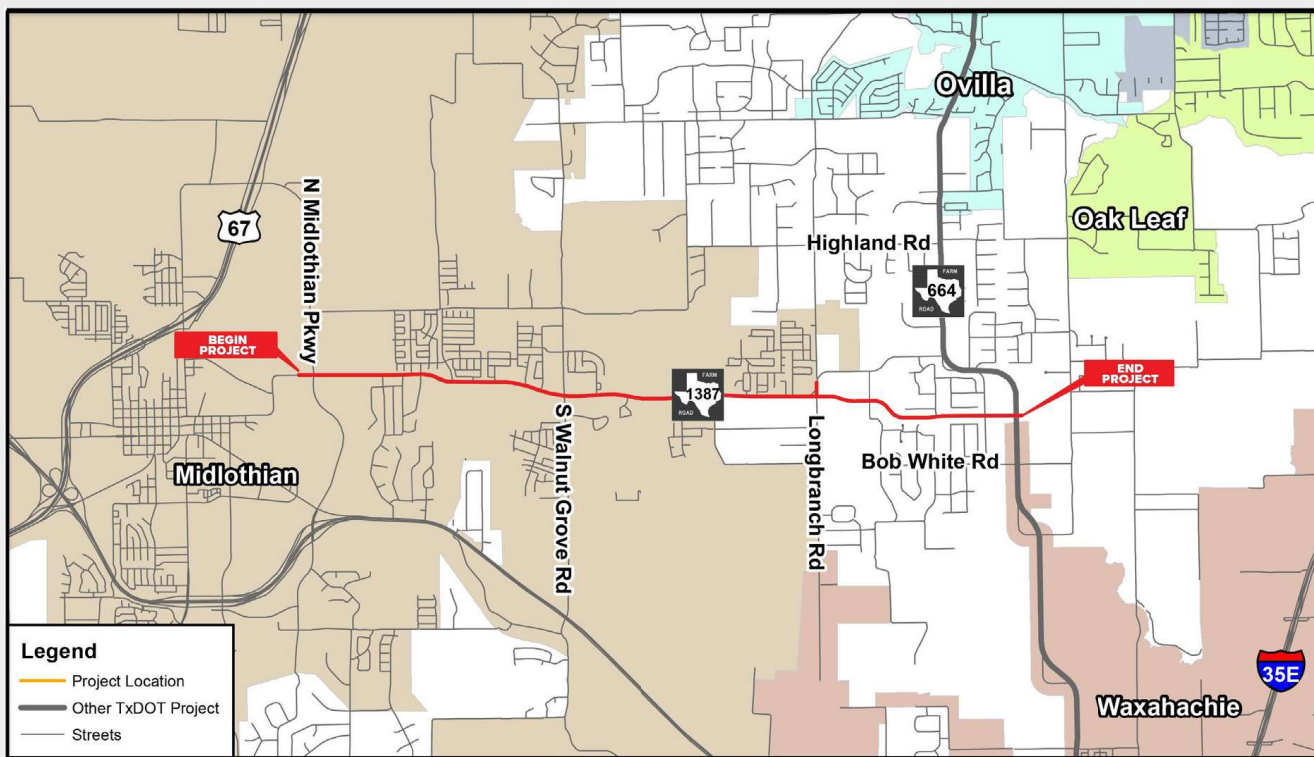 Ovilla
N Midlothian Pkwy
67
Oak Leaf
Highland Rd
FARM
664
ROAD
BEGIN
PROJECT
END
PROJECT
FARM
1387
ROAD
S Walnut Grove Rd
Longbranch Rd
Bob White Rd
Midlothian
Legend
Project Location
Other TxDOT Project
Streets
35E
Waxahachie